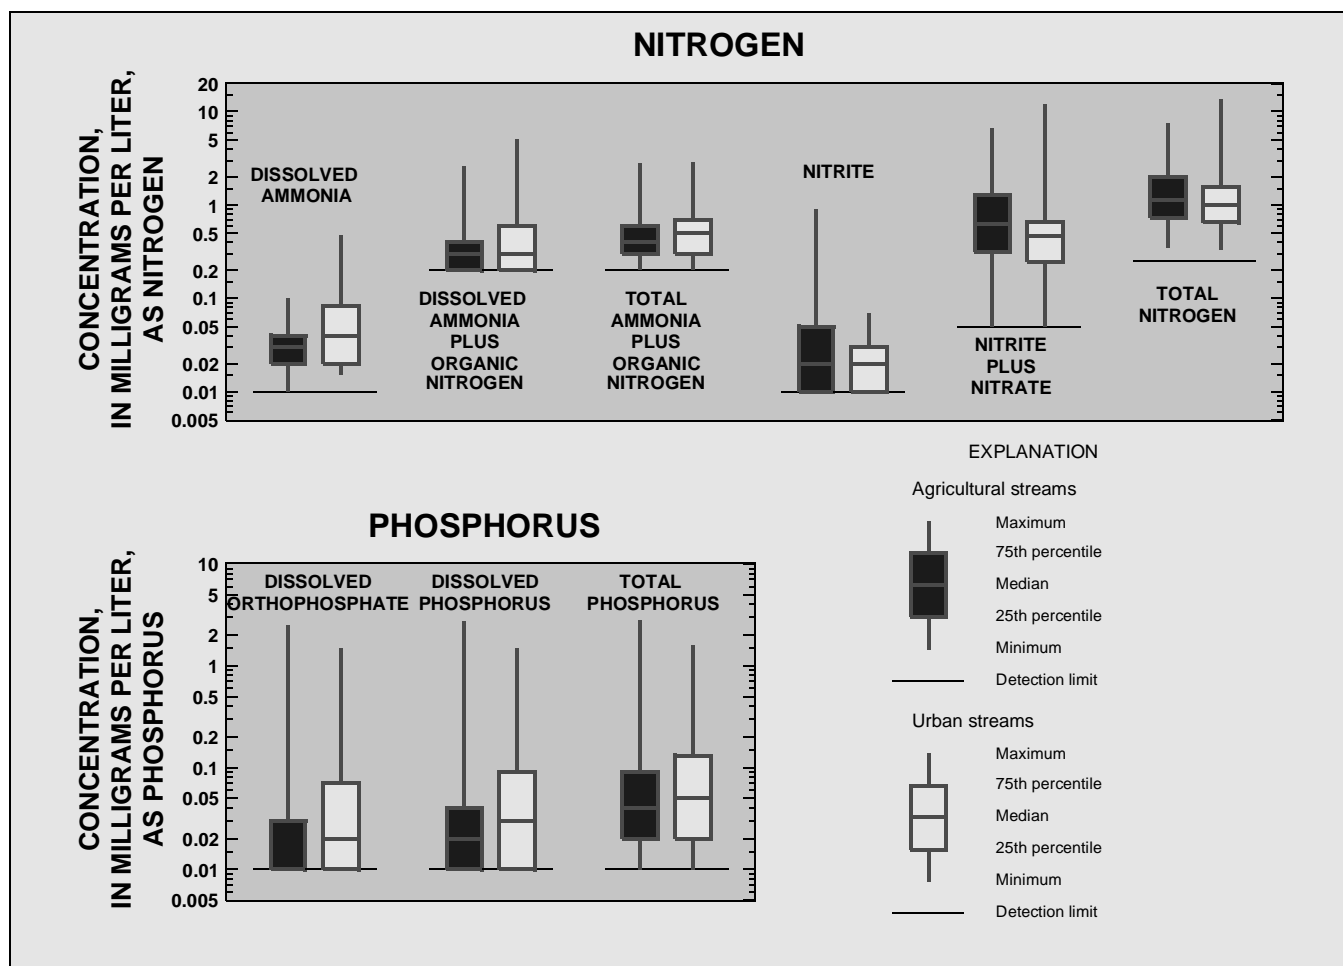 NITROGEN
CONCENTRATION,
IN MILLIGRAMS PER LITER,
AS NITROGEN
20
10
5
2
1
0.5
0.2
0.1
0.05
0.02
0.01
0.005
DISSOLVED
AMMONIA
DISSOLVED
AMMONIA
PLUS
ORGANIC
NITROGEN
TOTAL
AMMONIA
PLUS
ORGANIC
NITROGEN
NITRITE
NITRITE
PLUS
NITRATE
TOTAL
NITROGEN
PHOSPHORUS
CONCENTRATION,
IN MILLIGRAMS PER LITER,
AS PHOSPHORUS
10
5
2
1
0.5
0.2
0.1
0.05
0.02
0.01
0.005
DISSOLVED
ORTHOPHOSPHATE
DISSOLVED
PHOSPHORUS
TOTAL
PHOSPHORUS
EXPLANATION
Agricultural streams
Maximum
75th percentile
Median
25th percentile
Minimum
Detection limit
Urban streams
Maximum
75th percentile
Median
25th percentile
Minimum
Detection limit